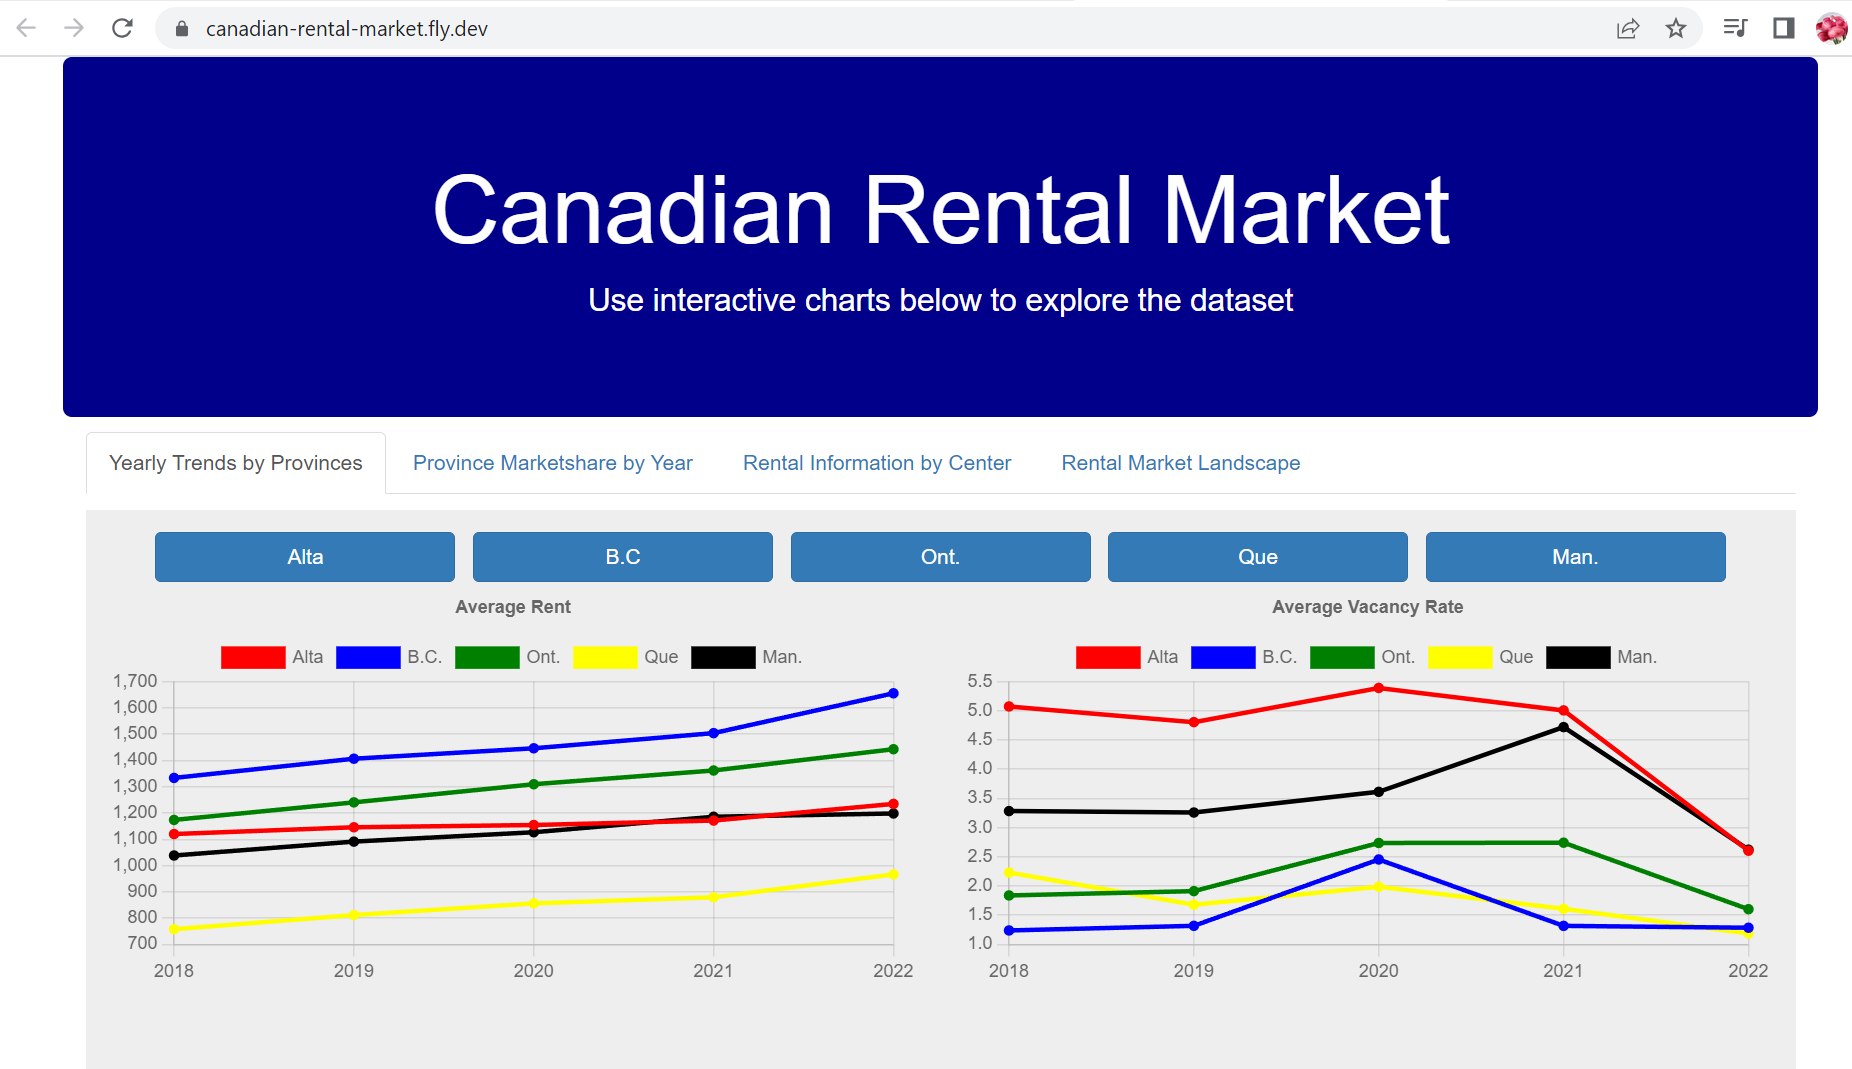 canadian-rental-market.fly.dev
Canadian Rental Market
Use interactive charts below to explore the dataset
Yearly Trends by Provinces Province Marketshare by Year Rental Information by Center Rental Market Landscape
Alta B.C Ont. Que Man.
Average Rent
Alta B.C. Ont. Que Man.
1,700
1,600
1,500
1,400
1,300
1,200
1,100
1,000
900
800
700
2018 2019 2020 2021 2022
Average Vacancy Rate
Alta B.C. Ont. Que Man.
5.5
5.0
4.5
4.0
3.5
3.0
2.5
2.0
1.5
1.0
2018 2019 2020 2021 2022